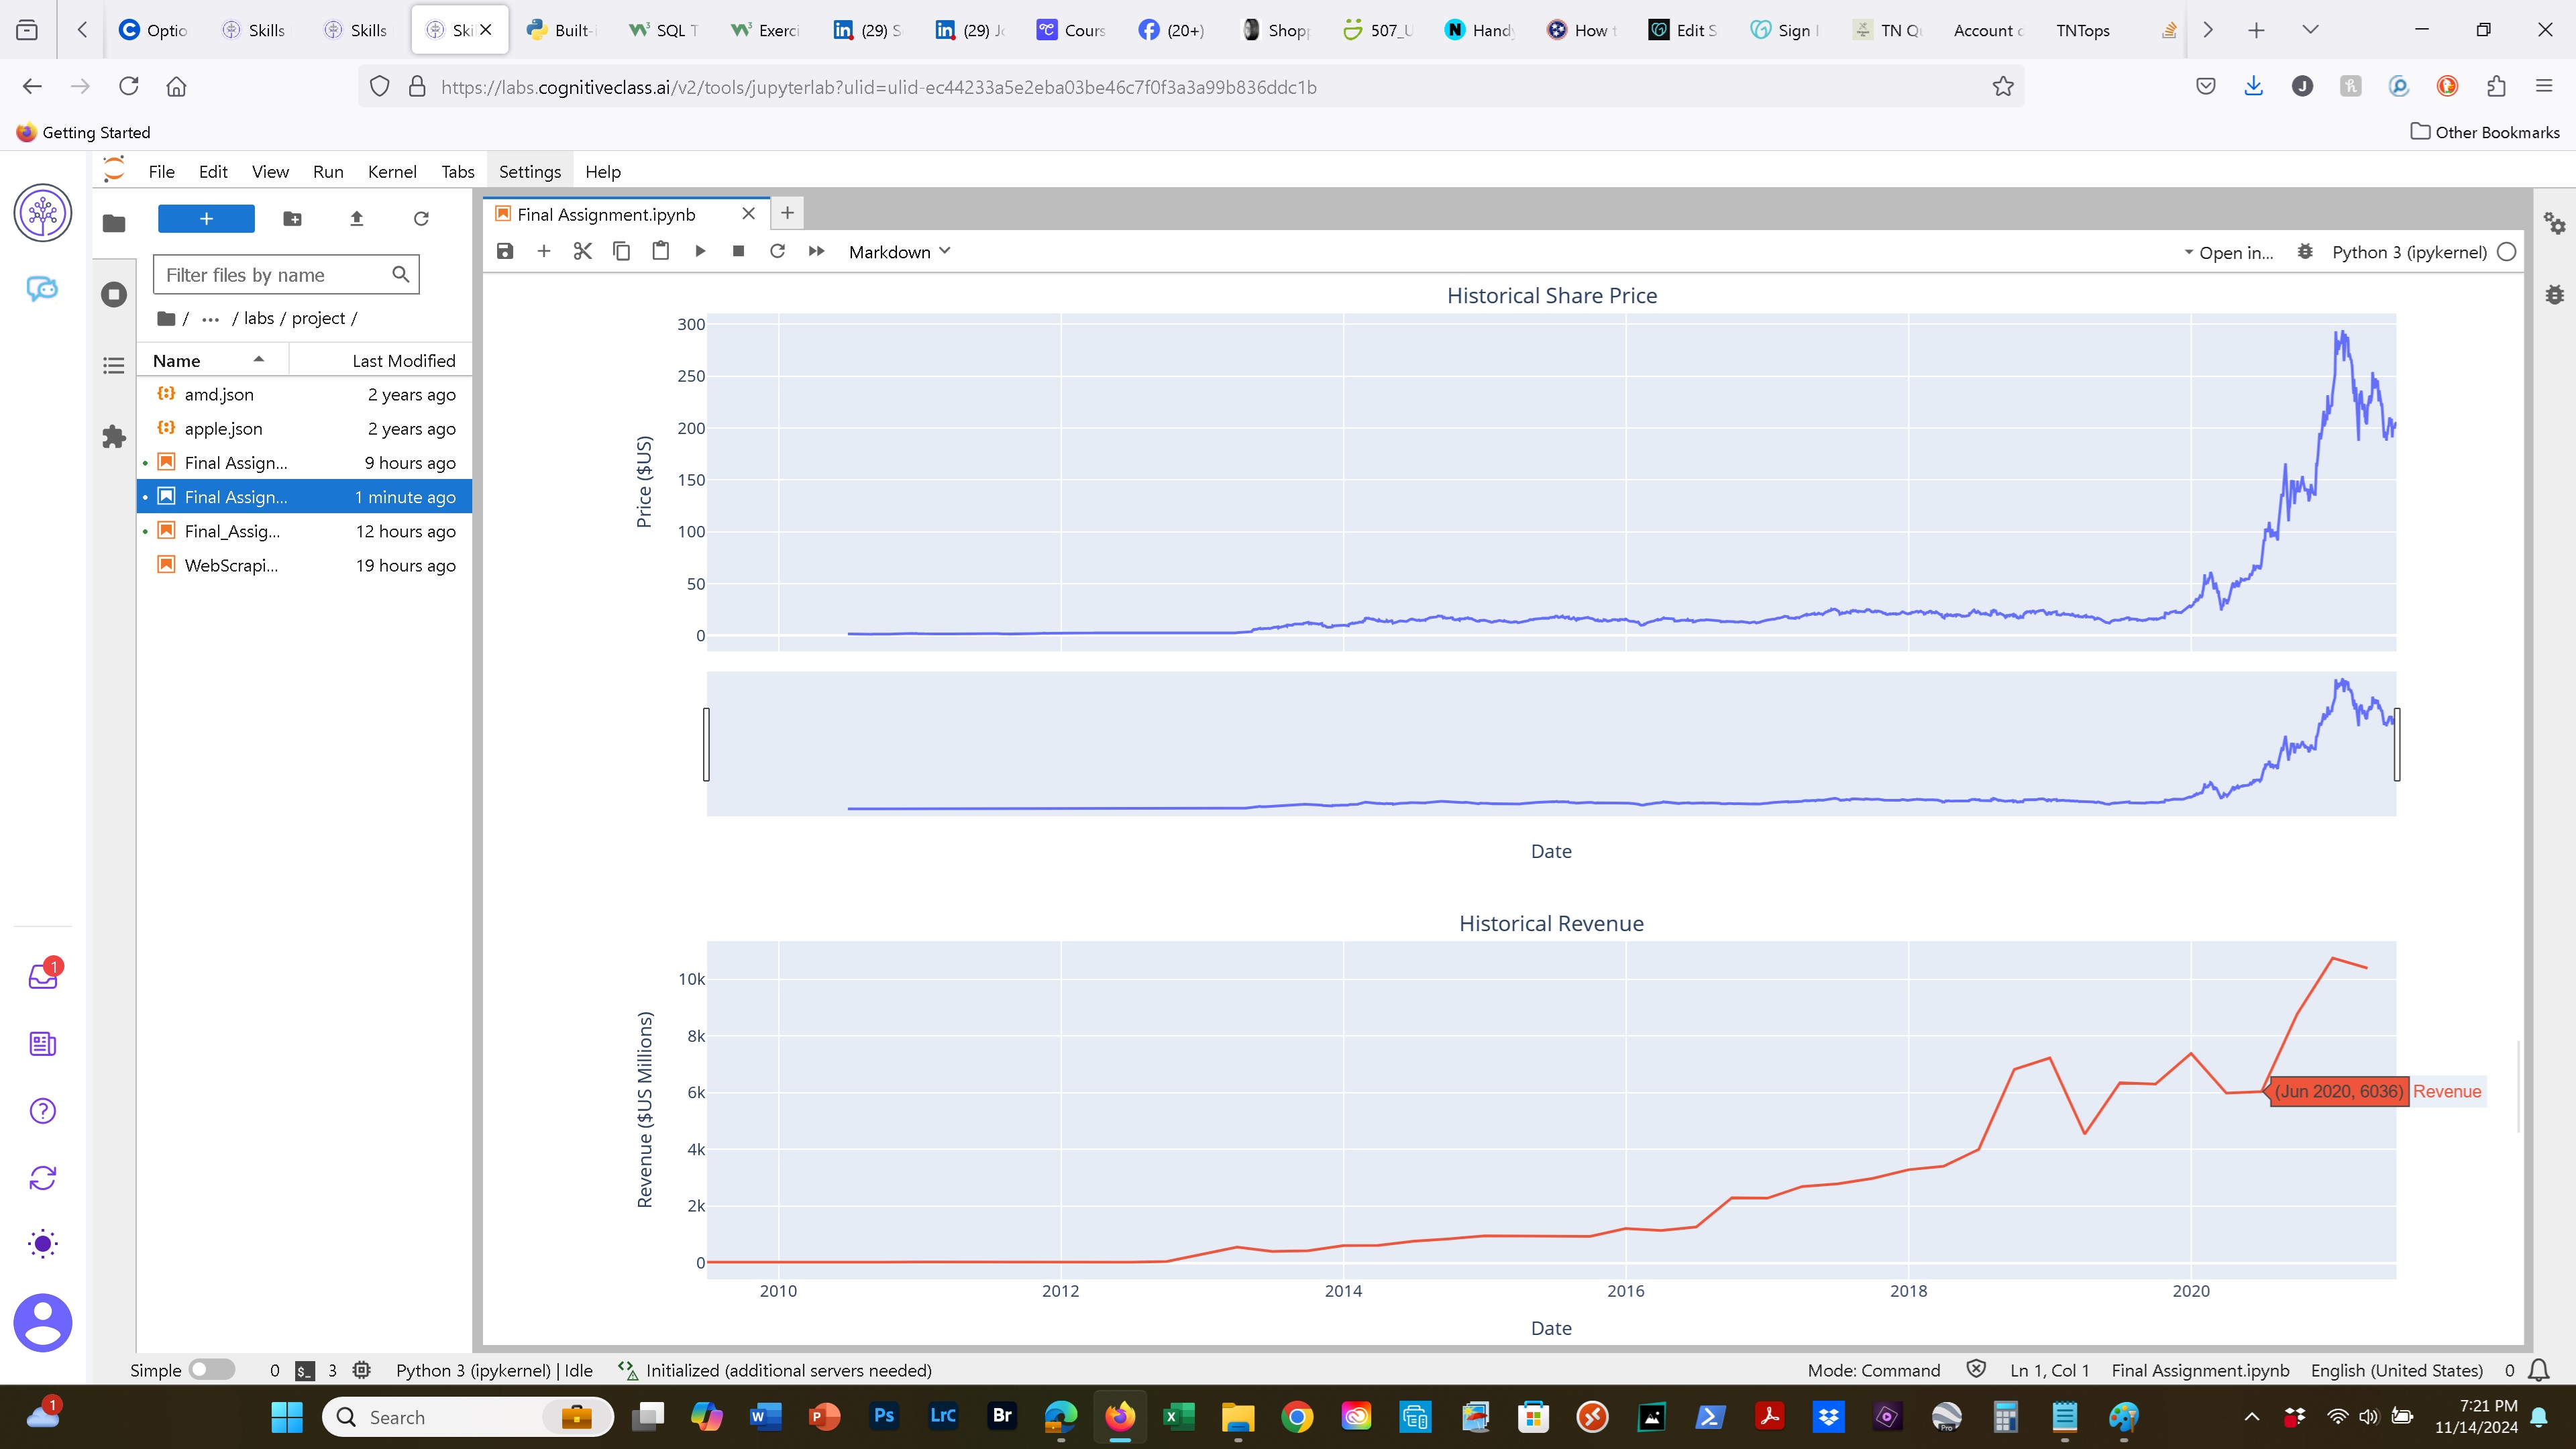 Optio
Skills
Skills
Ski
Built-
SQL T
Exerci
(29) S
(29) Jo
Cours
(20+)
Shopp
507_U
Handy
How t
Edit S
Sign I
TN Qu
Account o
TNTops
https://labs.cognitiveclass.ai/v2/tools/jupyterlab?ulid=ulid-ec44233a5e2eba03be46c7f0f3a3a99b836ddc1b
Getting Started
Other Bookmarks
File Edit View Run Kernel Tabs Settings Help
Final Assignment.ipynb
Filter files by name
/ ... / labs / project /
Name
Last Modified
amd.json 2 years ago
apple.json 2 years ago
Final Assign... 9 hours ago
Final Assign... 1 minute ago
Final_Assig... 12 hours ago
WebScrapi... 19 hours ago
Markdown
Open in...
Python 3 (ipykernel)
Historical Share Price
300
250
200
150
100
50
0
Price ($US)
Date
Historical Revenue
10k
8k
6k
4k
2k
0
Revenue ($US Millions)
(Jun 2020, 6036) Revenue
2010 2012 2014 2016 2018 2020
Date
1
Simple 0 3 Python 3 (ipykernel) | Idle Initialized (additional servers needed)
Mode: Command Ln 1, Col 1 Final Assignment.ipynb English (United States) 0
1
Search
Ps
LrC
Br
7:21 PM
11/14/2024